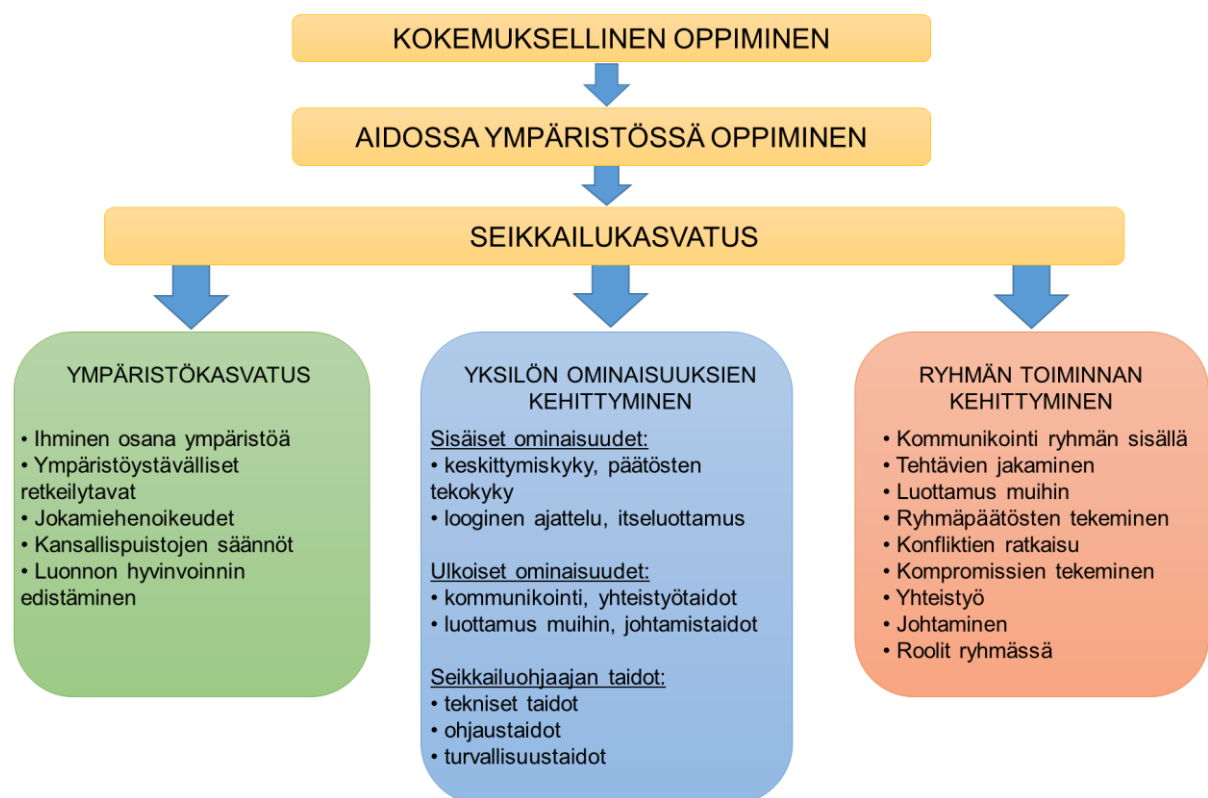 KOKEMUKSELLINEN OPPIMINEN
AIDOSSA YMPÄRISTÖSSÄ OPPIMINEN
SEIKKAILUKASVATUS
YMPÄRISTÖKASVATUS
• Ihminen osana ympäristöä
• Ympäristöystävälliset
retkeilytavat
• Jokamiehenoikeudet
• Kansallispuistojen säännöt
• Luonnon hyvinvoinnin
edistäminen
YKSILÖN OMINAISUUKSIEN
KEHITTYMINEN
Sisäiset ominaisuudet:
• keskittymiskyky, päätösten
tekokyky
• looginen ajattelu, itseluottamus
Ulkoiset ominaisuudet:
• kommunikointi, yhteistyötaidot
• luottamus muihin, johtamistaidot
Seikkailuohjaajan taidot:
• tekniset taidot
• ohjaustaidot
• turvallisuustaidot
RYHMÄN TOIMINNAN
KEHITTYMINEN
• Kommunikointi ryhmän sisällä
• Tehtävien jakaminen
• Luottamus muihin
• Ryhmäpäätösten tekeminen
• Konfliktien ratkaisu
• Kompromissien tekeminen
• Yhteistyö
• Johtaminen
• Roolit ryhmässä